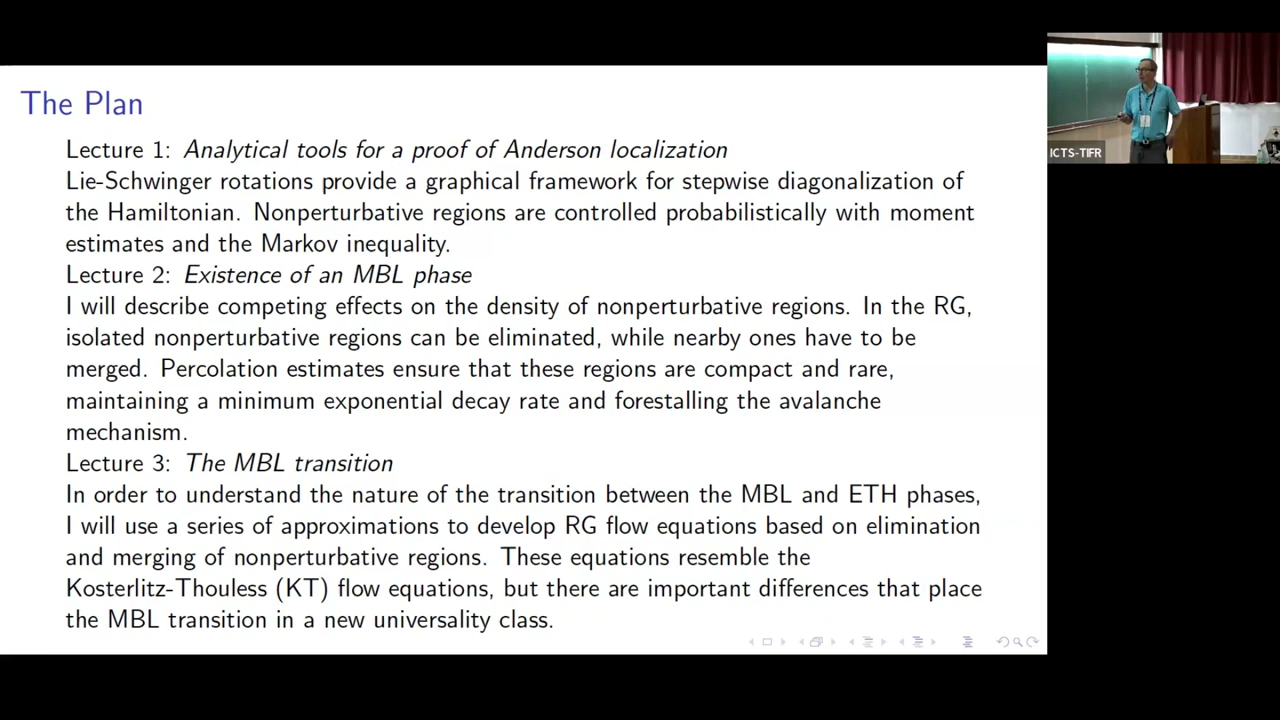 The Plan
Lecture 1: Analytical tools for a proof of Anderson localization
Lie-Schwinger rotations provide a graphical framework for stepwise diagonalization of
the Hamiltonian. Nonperturbative regions are controlled probabilistically with moment
estimates and the Markov inequality.
Lecture 2: Existence of an MBL phase
I will describe competing effects on the density of nonperturbative regions. In the RG,
isolated nonperturbative regions can be eliminated, while nearby ones have to be
merged. Percolation estimates ensure that these regions are compact and rare,
maintaining a minimum exponential decay rate and forestalling the avalanche
mechanism.
Lecture 3: The MBL transition
In order to understand the nature of the transition between the MBL and ETH phases,
I will use a series of approximations to develop RG flow equations based on elimination
and merging of nonperturbative regions. These equations resemble the
Kosterlitz-Thouless (KT) flow equations, but there are important differences that place
the MBL transition in a new universality class.
ICTS-TIFR